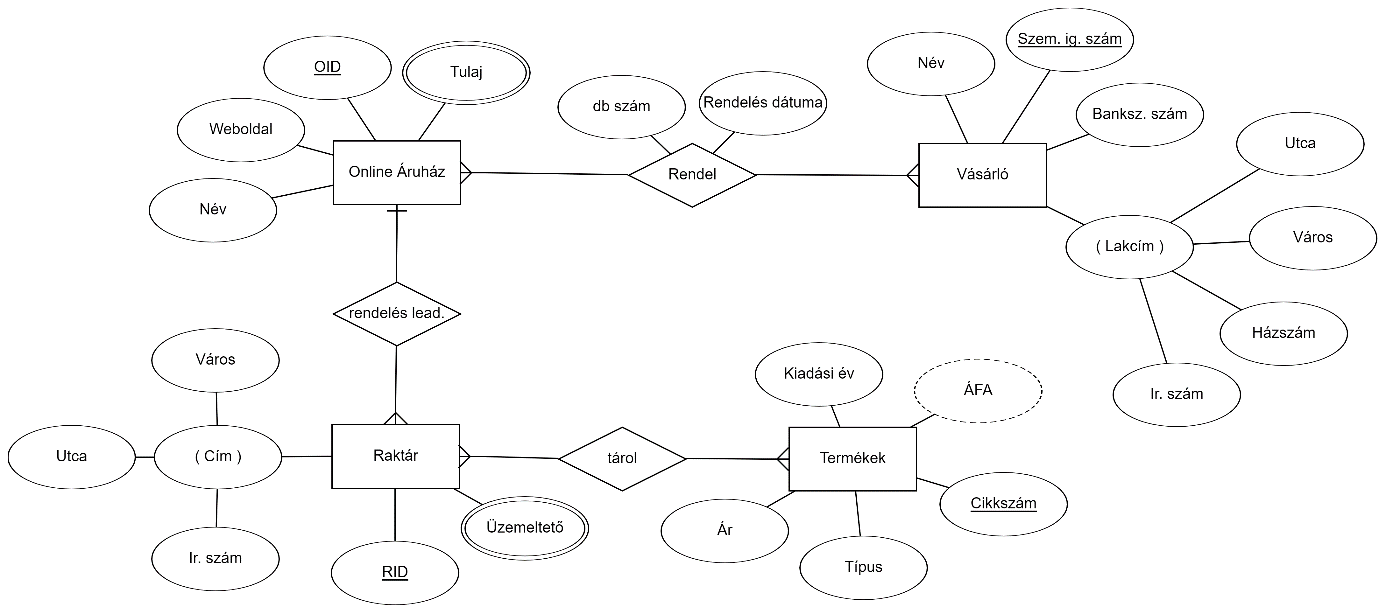 Szem. ig. szám
OID
Tulaj
Név
db szám
Rendelés dátuma
Banksz. szám
Weboldal
Utca
Online Áruház
Rendel
Vásárló
Név
Város
( Lakcím )
rendelés lead.
Házszám
Város
Kiadási év
ÁFA
Ir. szám
Utca
( Cím )
Raktár
tárol
Termékek
Cikkszám
Üzemeltető
Ár
Ir. szám
RID
Típus